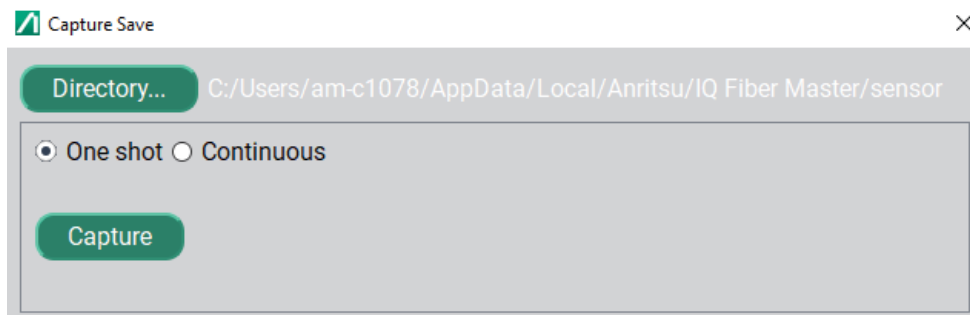 Capture Save
Directory... C:/Users/am-c1078/AppData/Local/Anritsu/IQ Fiber Master/sensor
One shot Continuous
Capture